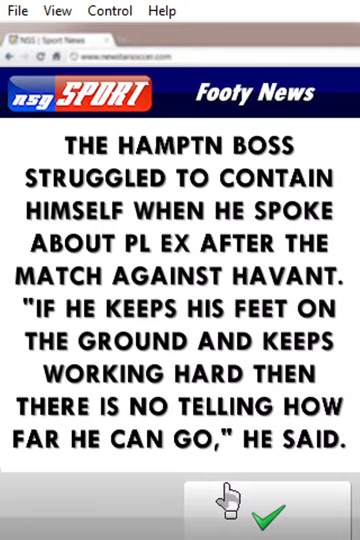 File View Control Help
NSS | Sport News
www.newstarsoccer.com
nsg SPORT Footy News
THE HAMPTN BOSS
STRUGGLED TO CONTAIN
HIMSELF WHEN HE SPOKE
ABOUT PL EX AFTER THE
MATCH AGAINST HAVANT.
"IF HE KEEPS HIS FEET ON
THE GROUND AND KEEPS
WORKING HARD THEN
THERE IS NO TELLING HOW
FAR HE CAN GO," HE SAID.